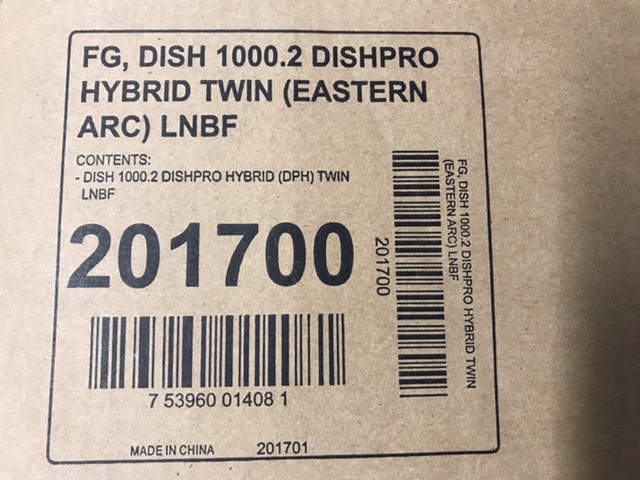 FG, DISH 1000.2 DISHPRO
HYBRID TWIN (EASTERN
ARC) LNBF
CONTENTS:
- DISH 1000.2 DISHPRO HYBRID (DPH) TWIN
LNBF
201700
7 53960 01408 1
MADE IN CHINA 201701
FG, DISH 1000.2 DISHPRO HYBRID TWIN
(EASTERN ARC) LNBF
201700